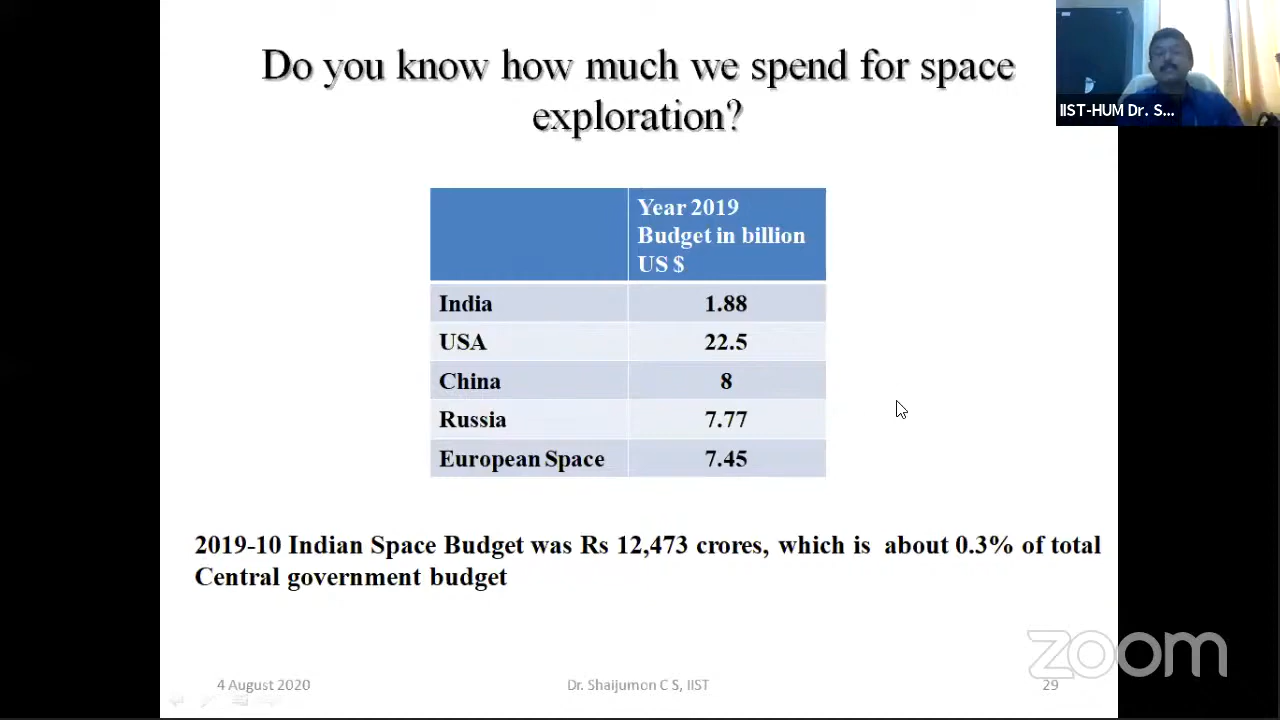 Do you know how much we spend for space
exploration?
IIST-HUM Dr. S...
Year 2019
Budget in billion
US $
India 1.88
USA 22.5
China 8
Russia 7.77
European Space 7.45
2019-10 Indian Space Budget was Rs 12,473 crores, which is about 0.3% of total
Central government budget
zoom
4 August 2020 Dr. Shaijumon C S, IIST 29